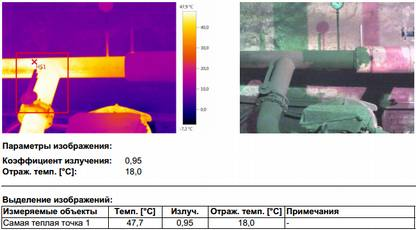 47,9 °C
40,0
30,0
20,0
10,0
0,0
-7,2 °C
HS1
Параметры изображения:
Коэффициент излучения: 0,95
Отраж. темп. [°C]: 18,0
Выделение изображений:
Измеряемые объекты Темп. [°C] Излуч. Отраж. темп. [°C] Примечания
Самая теплая точка 1 47,7 0,95 18,0 -